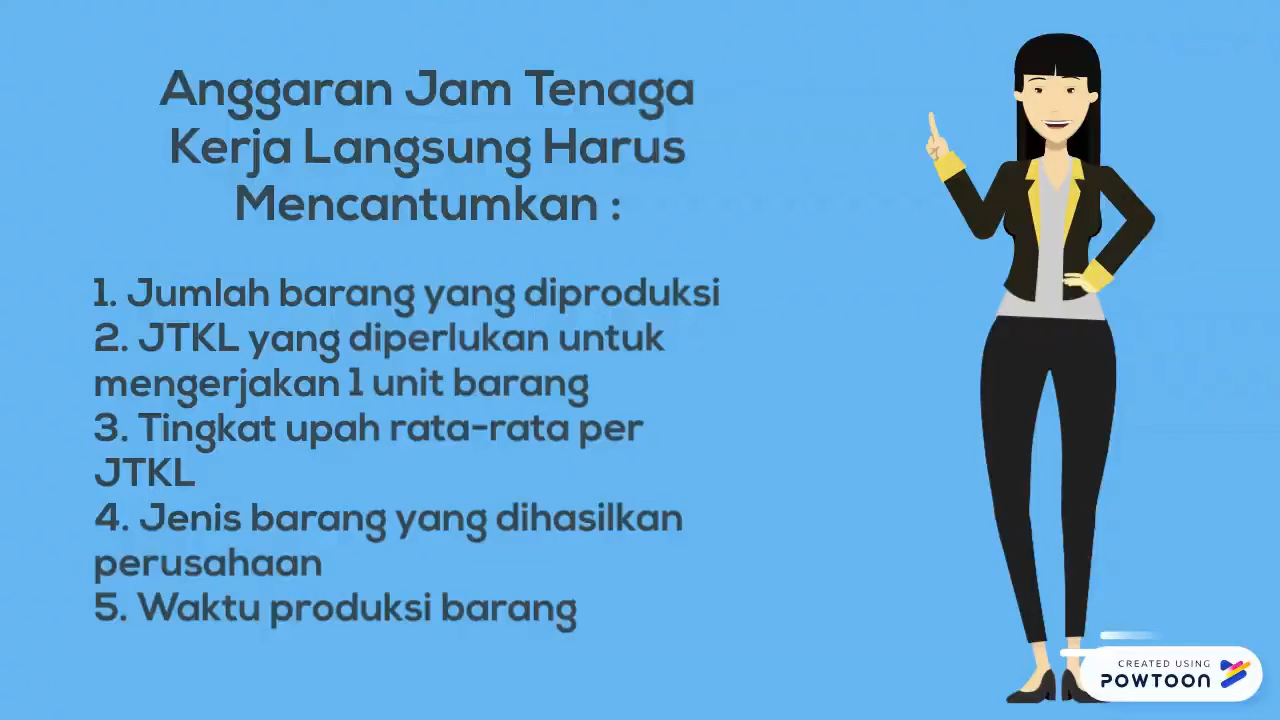 Anggaran Jam Tenaga
Kerja Langsung Harus
Mencantumkan :
1. Jumlah barang yang diproduksi
2. JTKL yang diperlukan untuk
mengerjakan 1 unit barang
3. Tingkat upah rata-rata per
JTKL
4. Jenis barang yang dihasilkan
perusahaan
5. Waktu produksi barang
CREATED USING
POWTOON